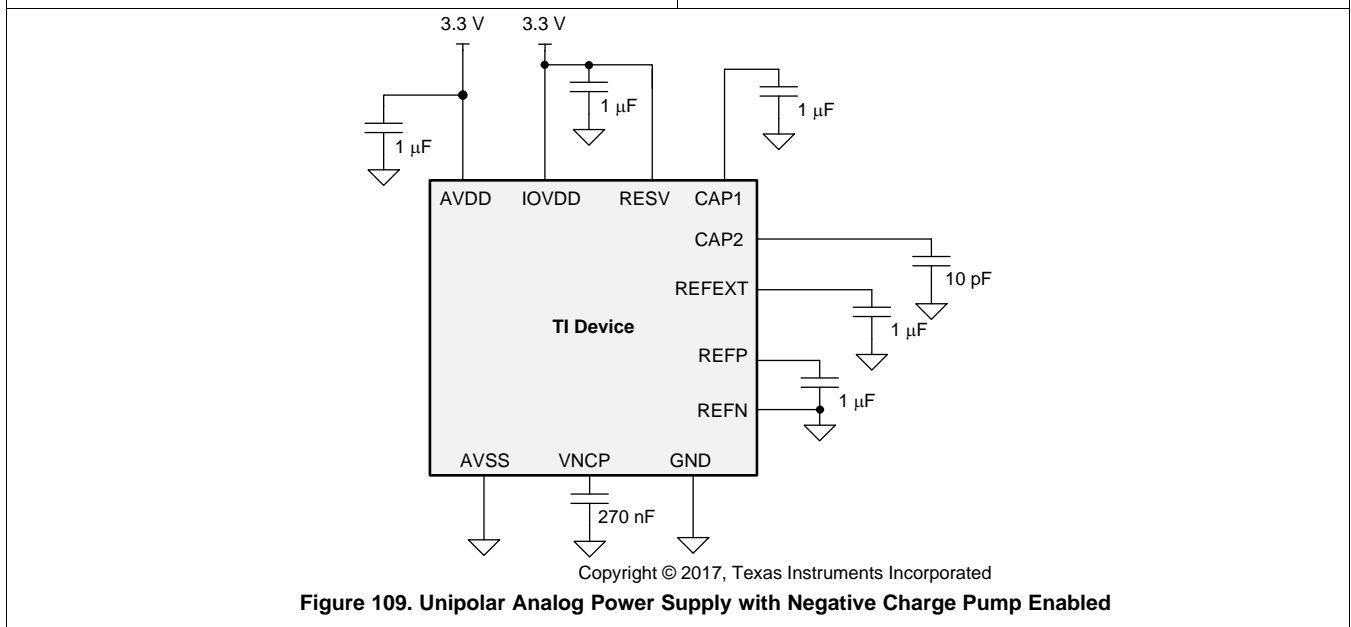 3.3 V 3.3 V
1 μF
1 μF
1 μF
AVDD IOVDD RESV CAP1
CAP2
10 pF
REFEXT
1 μF
TI Device
REFP
1 μF
REFN
AVSS VNCP GND
270 nF
Copyright © 2017, Texas Instruments Incorporated
Figure 109. Unipolar Analog Power Supply with Negative Charge Pump Enabled